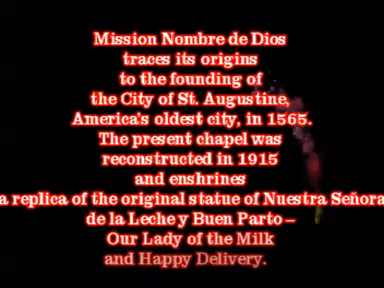 Mission Nombre de Dios
traces its origins
to the founding of
the City of St. Augustine,
America's oldest city, in 1565.
The present chapel was
reconstructed in 1915
and enshrines
a replica of the original statue of Nuestra Señora
de la Leche y Buen Parto –
Our Lady of the Milk
and Happy Delivery.